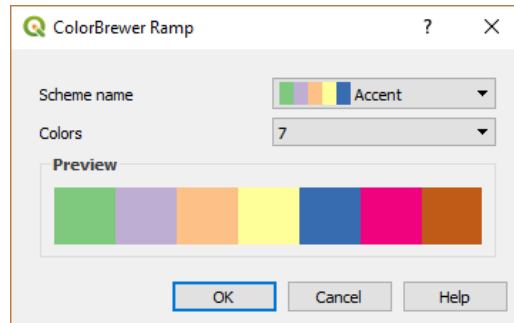 ColorBrewer Ramp ?
Scheme name Accent
Colors 7
Preview
OK Cancel Help